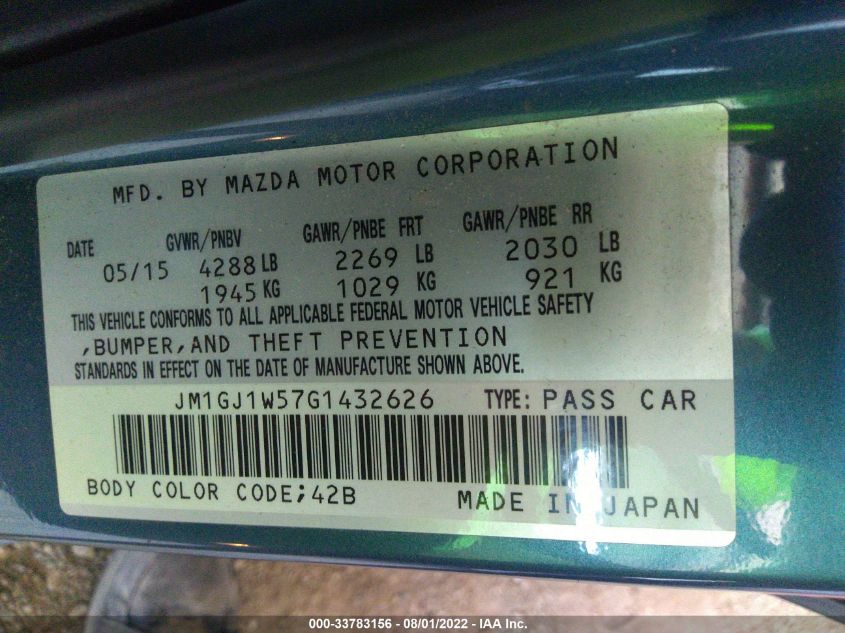 MFD. BY MAZDA MOTOR CORPORATION
DATE GVWR/PNBV GAWR/PNBE FRT GAWR/PNBE RR
05/15 4288 LB 2269 LB 2030 LB
1945 KG 1029 KG 921 KG
THIS VEHICLE CONFORMS TO ALL APPLICABLE FEDERAL MOTOR VEHICLE SAFETY
,BUMPER,AND THEFT PREVENTION
STANDARDS IN EFFECT ON THE DATE OF MANUFACTURE SHOWN ABOVE.
JM1GJ1W57G1432626 TYPE: PASS CAR
BODY COLOR CODE;42B MADE IN JAPAN
000-33783156 - 08/01/2022 - IAA Inc.